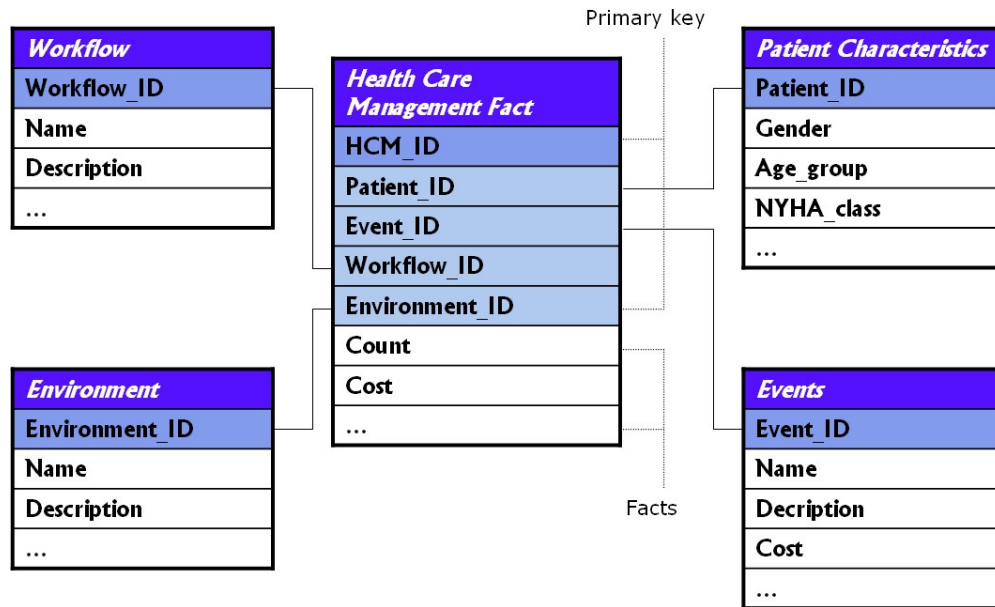 Primary key
Workflow
Workflow_ID
Name
Description
...
Health Care
Management Fact
HCM_ID
Patient_ID
Event_ID
Workflow_ID
Environment_ID
Count
Cost
...
Patient Characteristics
Patient_ID
Gender
Age_group
NYHA_class
...
Environment
Environment_ID
Name
Description
...
Facts
Events
Event_ID
Name
Decription
Cost
...